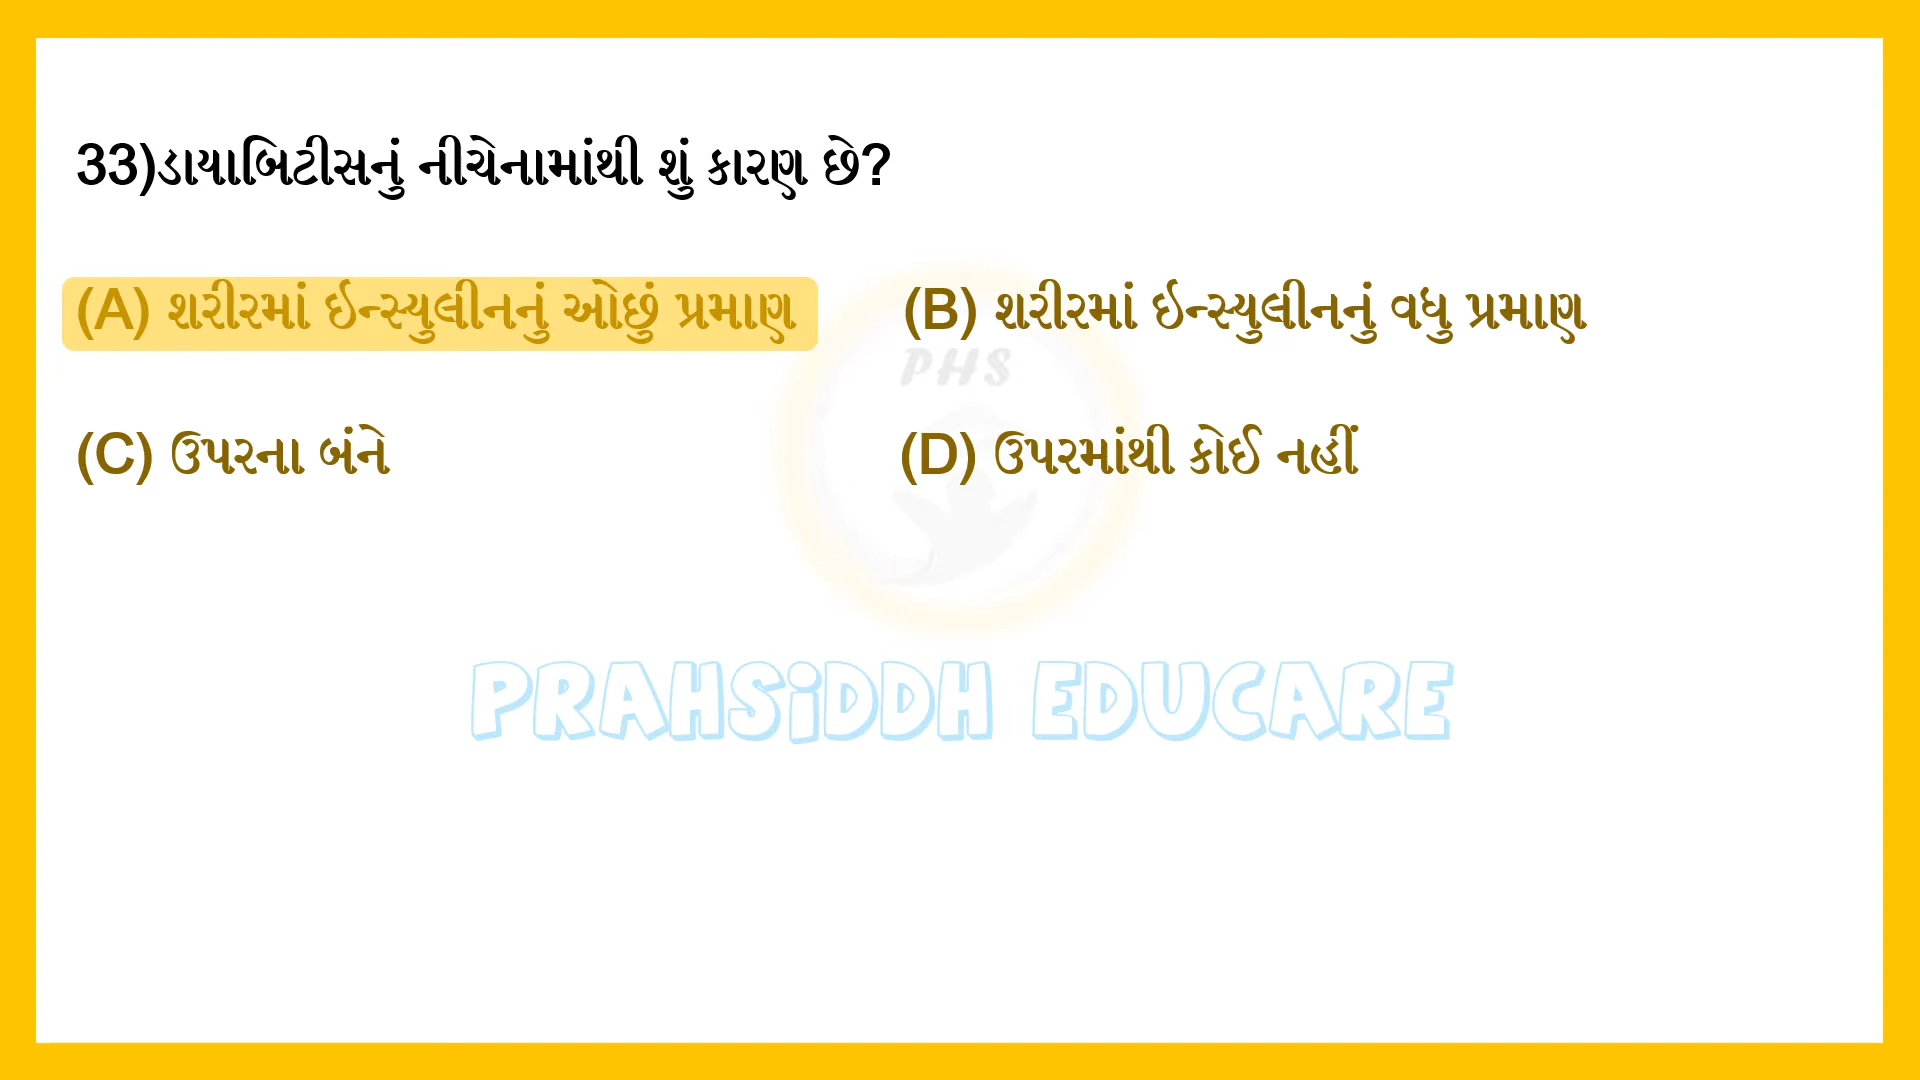 33)ડાયાબિટીસનું નીચેનામાંથી શું કારણ છે?
(A) શરીરમાં ઈન્સ્યુલીનનું ઓછું પ્રમાણ (B) શરીરમાં ઈન્સ્યુલીનનું વધુ પ્રમાણ
PHS
(C) ઉપરના બંને (D) ઉપરમાંથી કોઈ નહીં
PRAHSiDDH EDUCARE